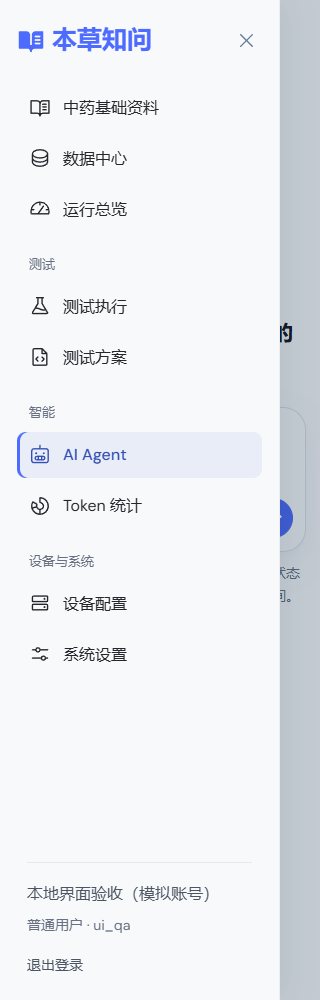 本草知问
中药基础资料
数据中心
运行总览
测试
测试执行
测试方案
智能
AI Agent
Token 统计
设备与系统
设备配置
系统设置
的
状态
本地界面验收（模拟账号）
普通用户 · ui_qa
退出登录